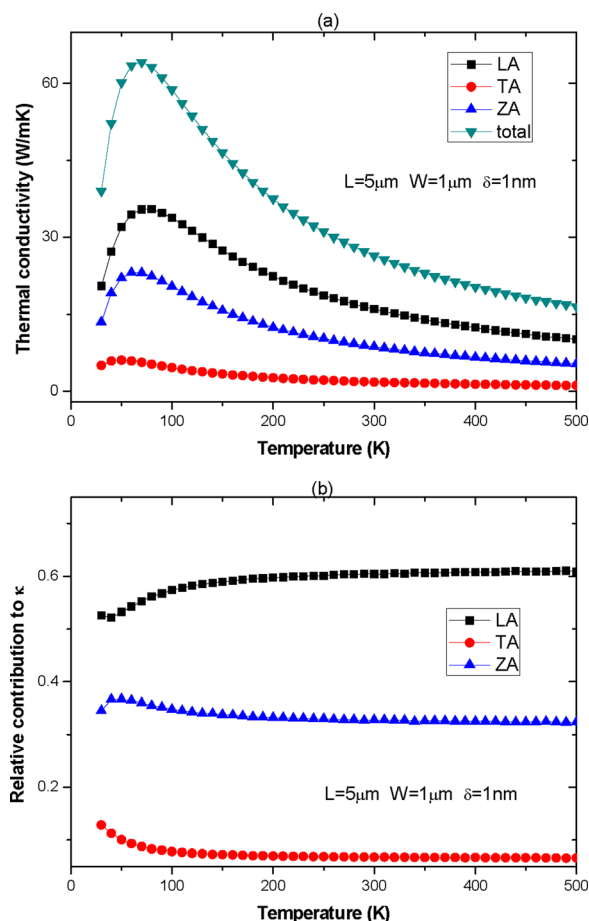 (a)
Thermal conductivity (W/mK)
60
30
0
LA
TA
ZA
total
L=5μm W=1μm δ=1nm
0 100 200 300 400 500
Temperature (K)
(b)
Relative contribution to κ
0.6
0.4
0.2
LA
TA
ZA
L=5μm W=1μm δ=1nm
0 100 200 300 400 500
Temperature (K)